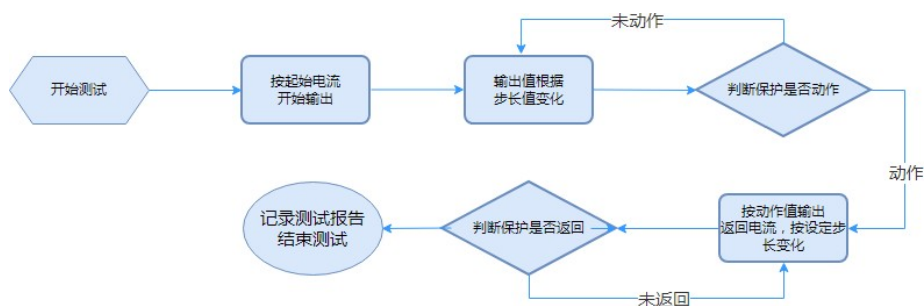 未动作
开始测试
按起始电流
开始输出
输出值根据
步长值变化
判断保护是否动作
动作
记录测试报告
结束测试
判断保护是否返回
按动作值输出
返回电流，按设定步
长变化
未返回